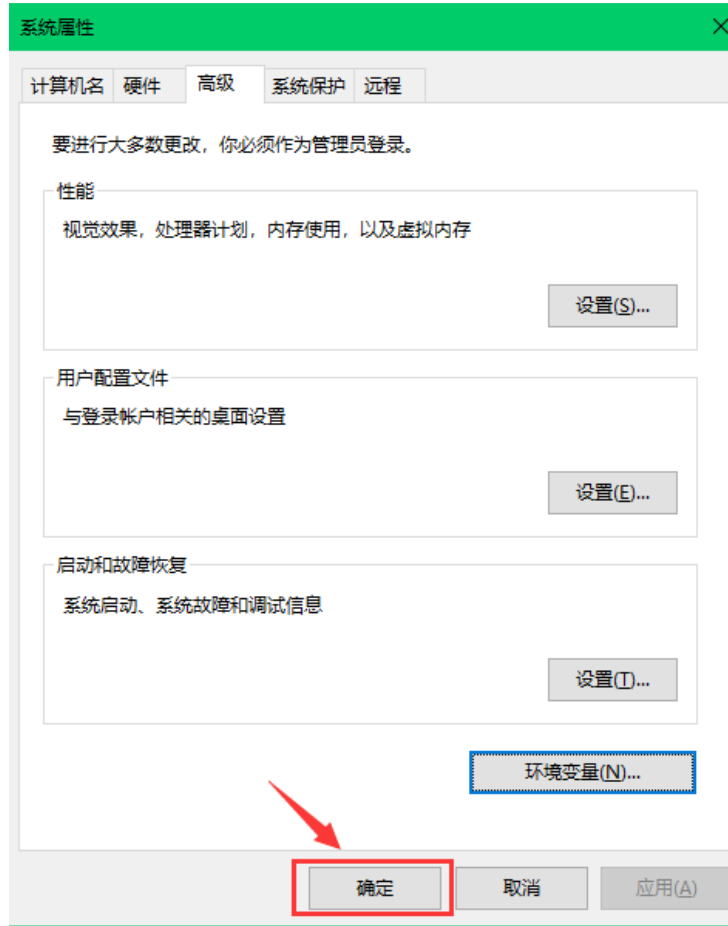 系统属性
计算机名 硬件 高级 系统保护 远程
要进行大多数更改，你必须作为管理员登录。
性能
视觉效果，处理器计划，内存使用，以及虚拟内存
设置(S)...
用户配置文件
与登录帐户相关的桌面设置
设置(E)...
启动和故障恢复
系统启动、系统故障和调试信息
设置(T)...
环境变量(N)...
确定 取消 应用(A)